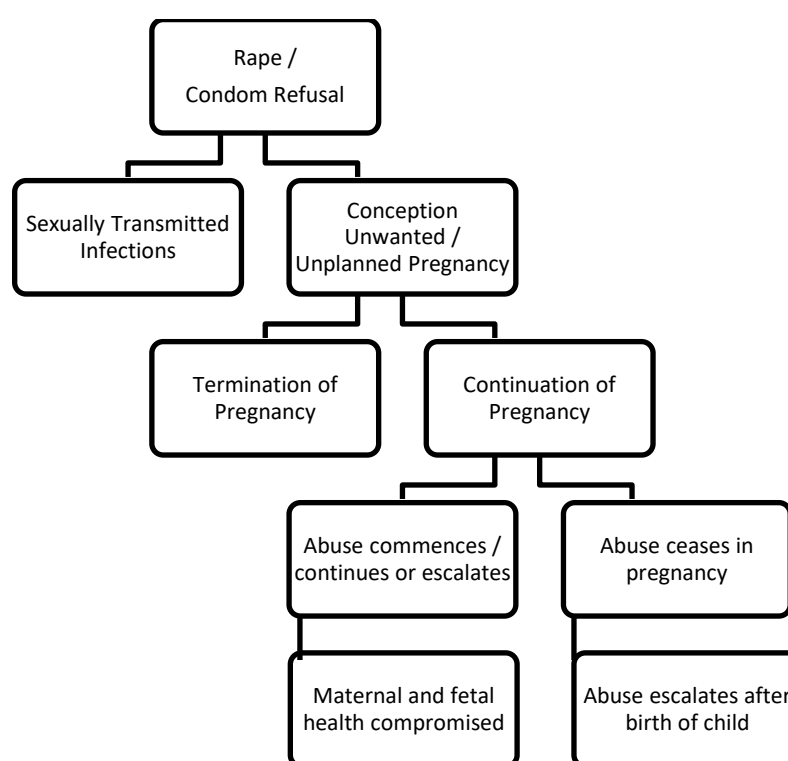 Rape /
Condom Refusal
Sexually Transmitted
Infections
Conception
Unwanted /
Unplanned Pregnancy
Termination of
Pregnancy
Continuation of
Pregnancy
Abuse commences /
continues or escalates
Abuse ceases in
pregnancy
Maternal and fetal
health compromised
Abuse escalates after
birth of child